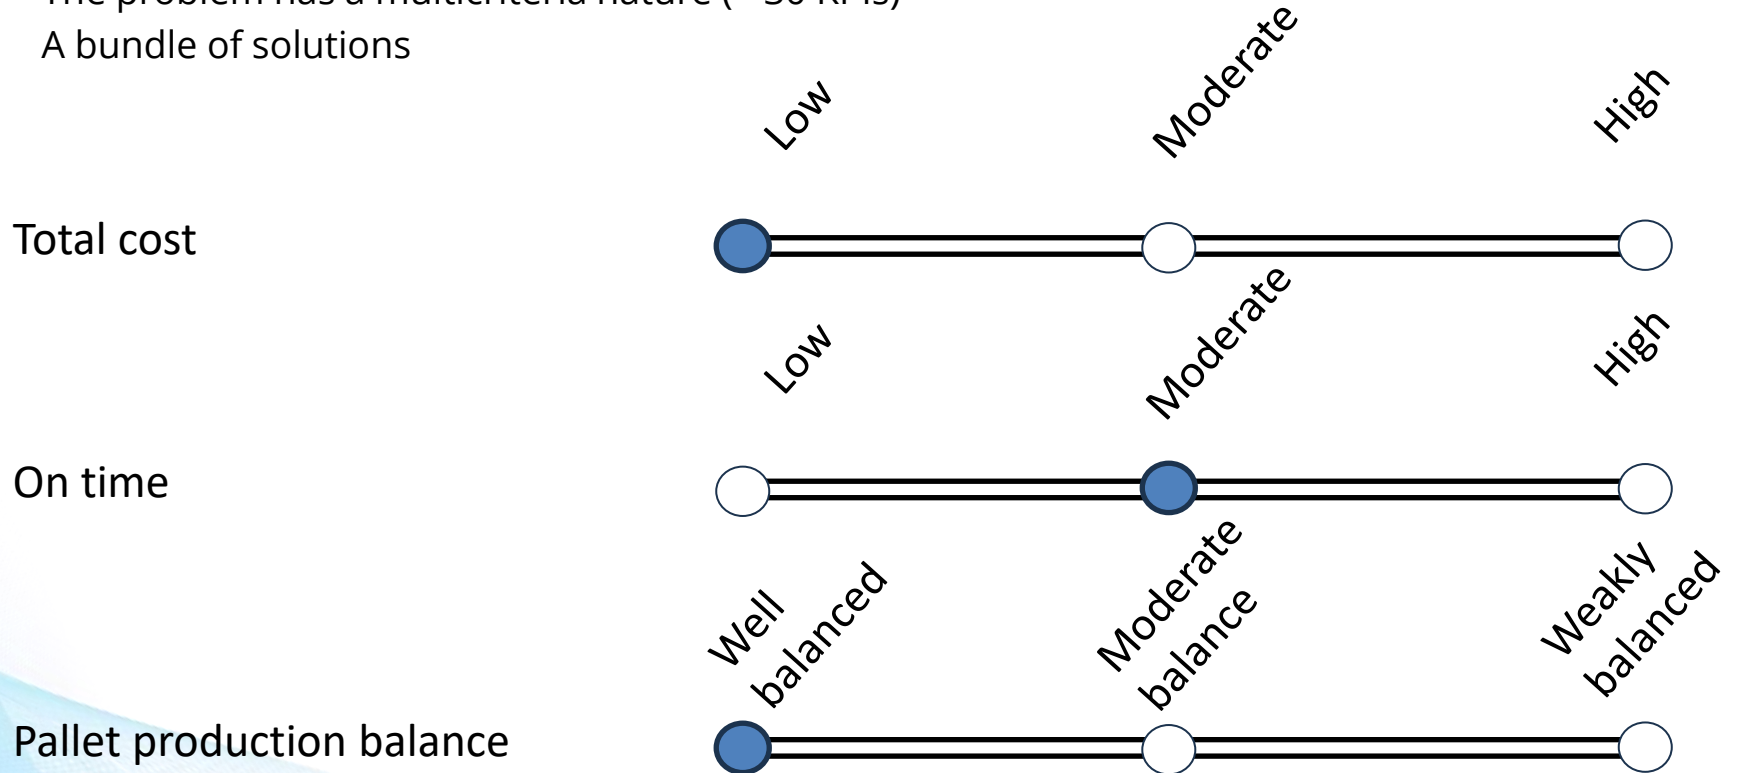 A bundle of solutions
Low
Moderate
High
Total cost
Low
Moderate
High
On time
Well
balanced
Moderate
balance
Weakly
balanced
Pallet production balance